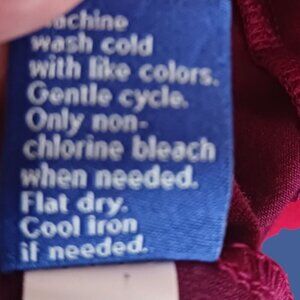 Machine
wash cold
with like colors.
Gentle cycle.
Only non-
chlorine bleach
when needed.
Flat dry.
Cool iron
if needed.